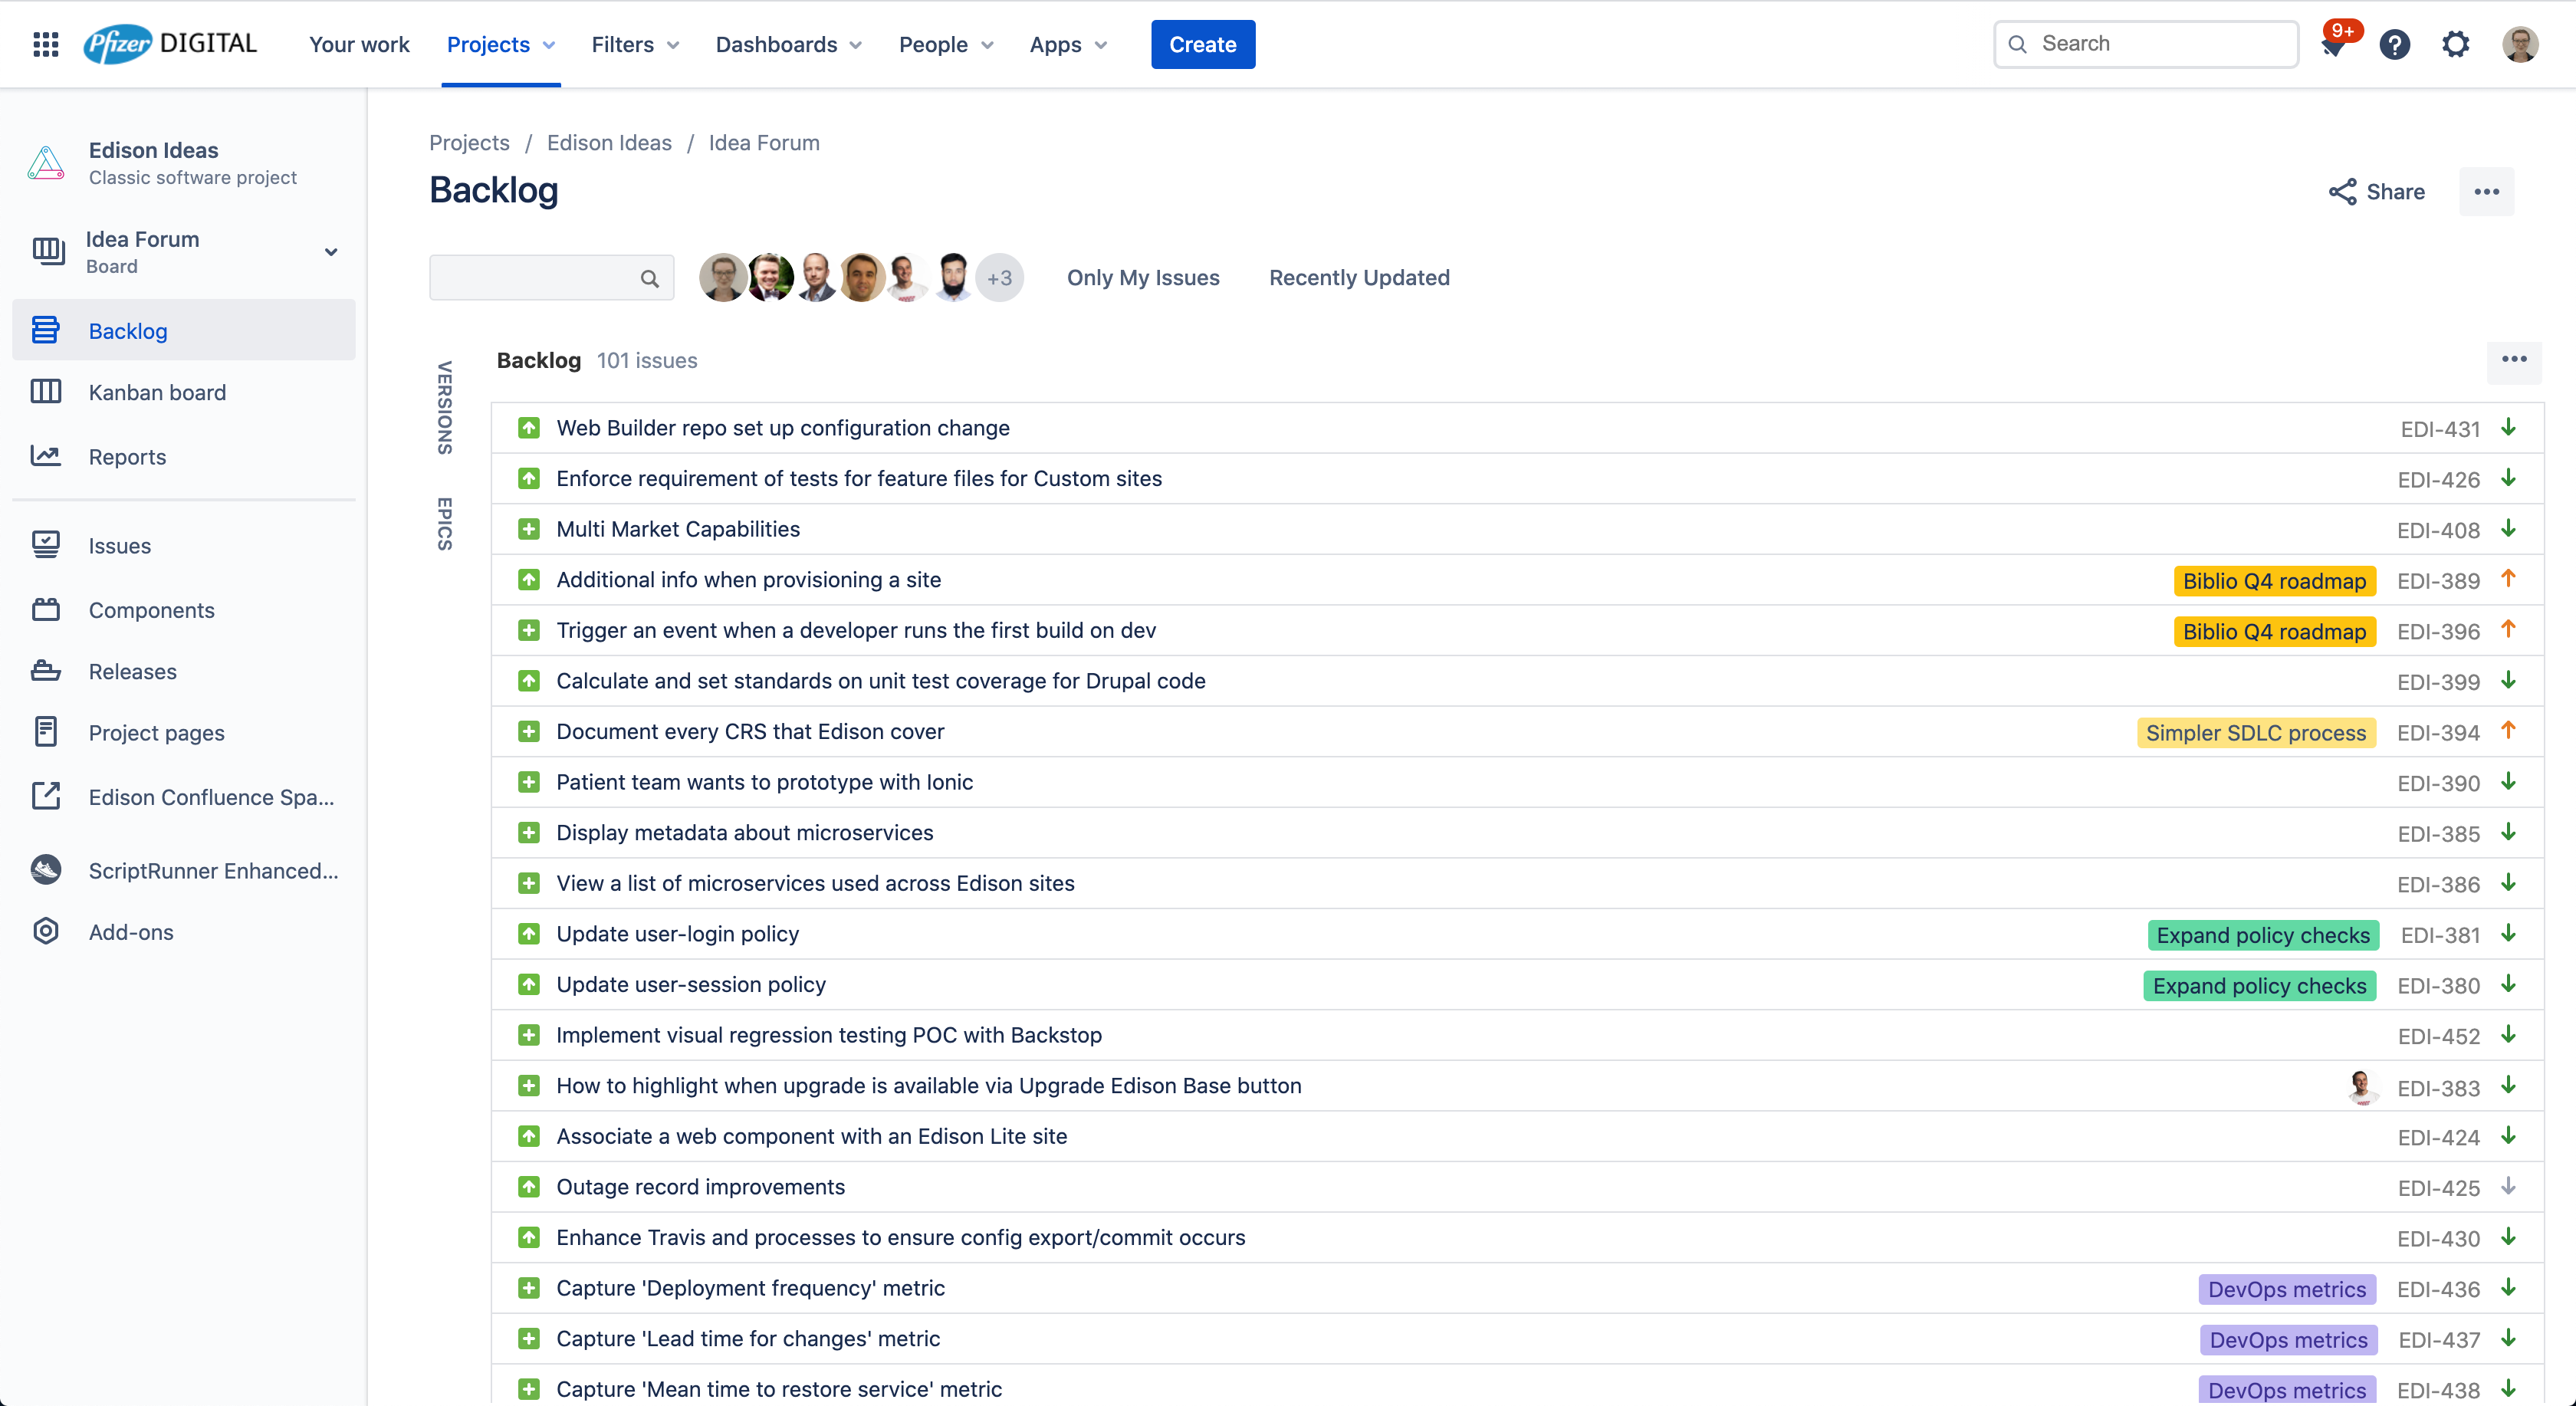 Pfizer DIGITAL Your work Projects Filters Dashboards People Apps Create Search 9+
Edison Ideas
Classic software project
Idea Forum
Board
Backlog
Kanban board
Reports
Issues
Components
Releases
Project pages
Edison Confluence Spa...
ScriptRunner Enhanced...
Add-ons
Projects / Edison Ideas / Idea Forum
Backlog
Share
+3 Only My Issues Recently Updated
VERSIONS
EPICS
Backlog 101 issues
Web Builder repo set up configuration change EDI-431
Enforce requirement of tests for feature files for Custom sites EDI-426
Multi Market Capabilities EDI-408
Additional info when provisioning a site Biblio Q4 roadmap EDI-389
Trigger an event when a developer runs the first build on dev Biblio Q4 roadmap EDI-396
Calculate and set standards on unit test coverage for Drupal code EDI-399
Document every CRS that Edison cover Simpler SDLC process EDI-394
Patient team wants to prototype with Ionic EDI-390
Display metadata about microservices EDI-385
View a list of microservices used across Edison sites EDI-386
Update user-login policy Expand policy checks EDI-381
Update user-session policy Expand policy checks EDI-380
Implement visual regression testing POC with Backstop EDI-452
How to highlight when upgrade is available via Upgrade Edison Base button EDI-383
Associate a web component with an Edison Lite site EDI-424
Outage record improvements EDI-425
Enhance Travis and processes to ensure config export/commit occurs EDI-430
Capture 'Deployment frequency' metric DevOps metrics EDI-436
Capture 'Lead time for changes' metric DevOps metrics EDI-437
Capture 'Mean time to restore service' metric DevOps metrics EDI-438